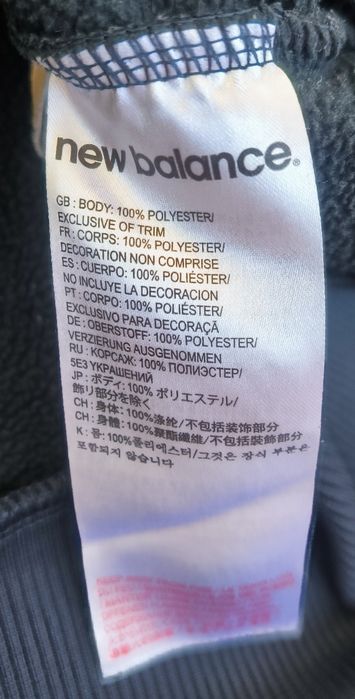 new balance®
GB : BODY: 100% POLYESTER/
EXCLUSIVE OF TRIM
FR : CORPS: 100% POLYESTER/
DECORATION NON COMPRISE
ES : CUERPO: 100% POLIÉSTER/
NO INCLUYE LA DECORACION
PT : CORPO: 100% POLIÉSTER/
EXCLUSIVO PARA DECORAÇÃ
DE : OBERSTOFF: 100% POLYESTER/
VERZIERUNG AUSGENOMMEN
RU : КОРСАЖ: 100% ПОЛИЭСТЕР/
БЕЗ УКРАШЕНИЙ
JP : ボディ: 100% ポリエステル/
飾り部分を除く
CH : 身体: 100%涤纶/不包括装饰部分
CH : 身體: 100%聚酯纖維/不包括裝飾部分
K : 몸: 100%폴리에스터/그것은 장식 부분은
포함되지 않습니다